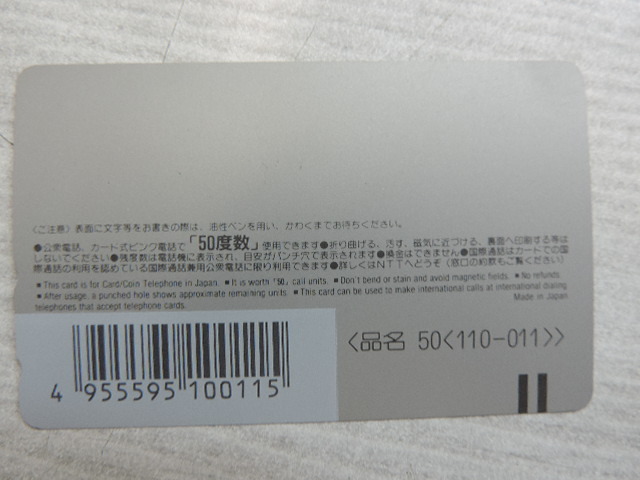 〈ご注意〉表面に文字等をお書きの際は、油性ペンを用い、かわくまでお待ちください。
●公衆電話、カード式ピンク電話で「50度数」使用できます●折り曲げる、汚す、磁気に近づける、裏面へ印刷する等は
しないでください●残度数は電話機に表示され、目安がパンチ穴で表示されます●換金はできません●国際通話はカードでの国
際通話の利用を認めている国際通話兼用公衆電話に限り利用できます●詳しくはNTTへどうぞ(窓口の約款もご覧ください)
■This card is for Card/Coin Telephone in Japan. ■It is worth「50」call units. ■Don't bend or stain and avoid magnetic fields. ■No refunds.
■After usage, a punched hole shows approximate remaining units. ■This card can be used to make international calls at international dialing
telephones that accept telephone cards.
Made in Japan
〈品名 50〈110-011〉〉
4 955595 100115